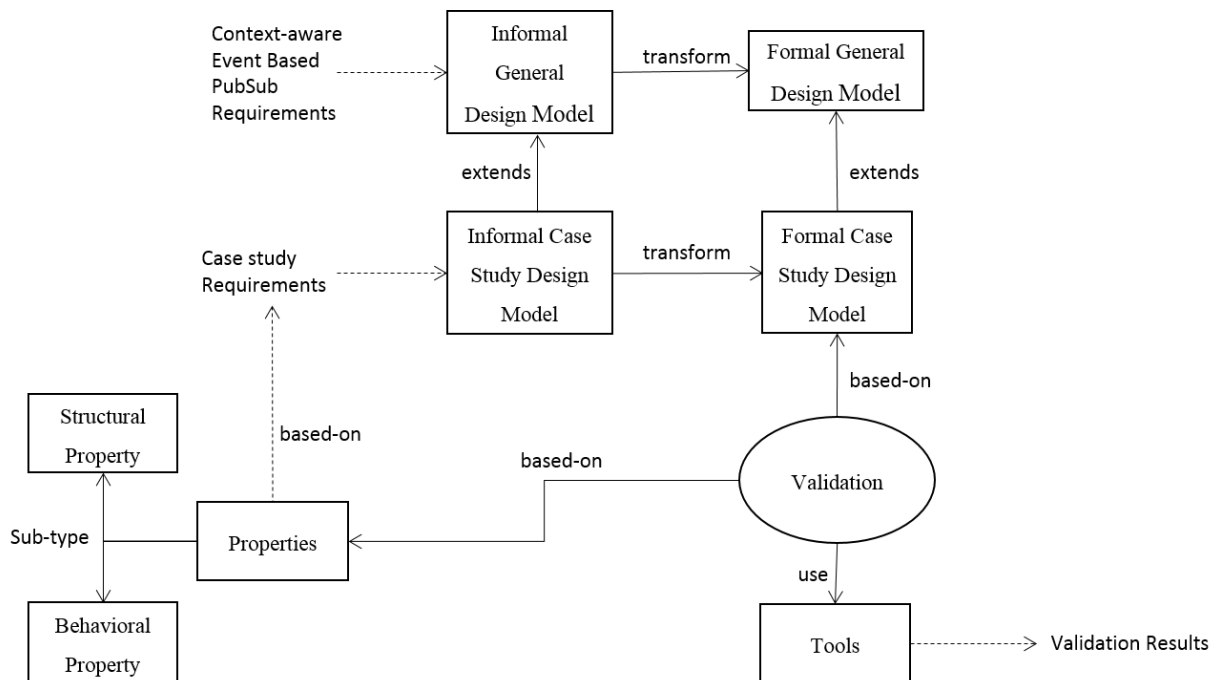 Context-aware
Event Based
PubSub
Requirements
Informal
General
Design Model
transform
Formal General
Design Model
extends
extends
Case study
Requirements
Informal Case
Study Design
Model
transform
Formal Case
Study Design
Model
based-on
Structural
Property
based-on
based-on
Validation
Sub-type
Properties
use
Behavioral
Property
Tools
Validation Results